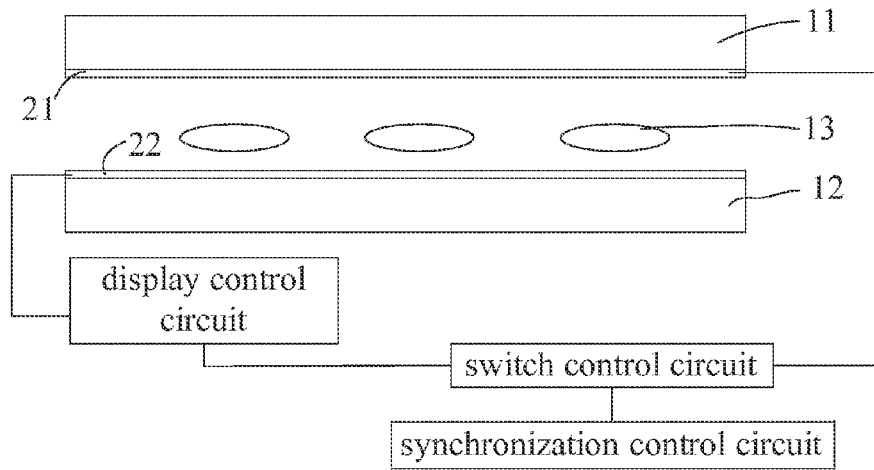 11
21
13
22
12
display control
circuit
switch control circuit
synchronization control circuit